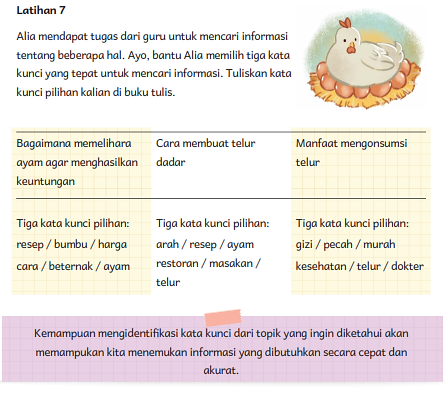 Latihan 7
Alia mendapat tugas dari guru untuk mencari informasi
tentang beberapa hal. Ayo, bantu Alia memilih tiga kata
kunci yang tepat untuk mencari informasi. Tuliskan kata
kunci pilihan kalian di buku tulis.
Bagaimana memelihara
ayam agar menghasilkan
keuntungan
Cara membuat telur
dadar
Manfaat mengonsumsi
telur
Tiga kata kunci pilihan:
resep / bumbu / harga
cara / beternak / ayam
Tiga kata kunci pilihan:
arah / resep / ayam
restoran / masakan /
telur
Tiga kata kunci pilihan:
gizi / pecah / murah
kesehatan / telur / dokter
Kemampuan mengidentifikasi kata kunci dari topik yang ingin diketahui akan
memampukan kita menemukan informasi yang dibutuhkan secara cepat dan
akurat.